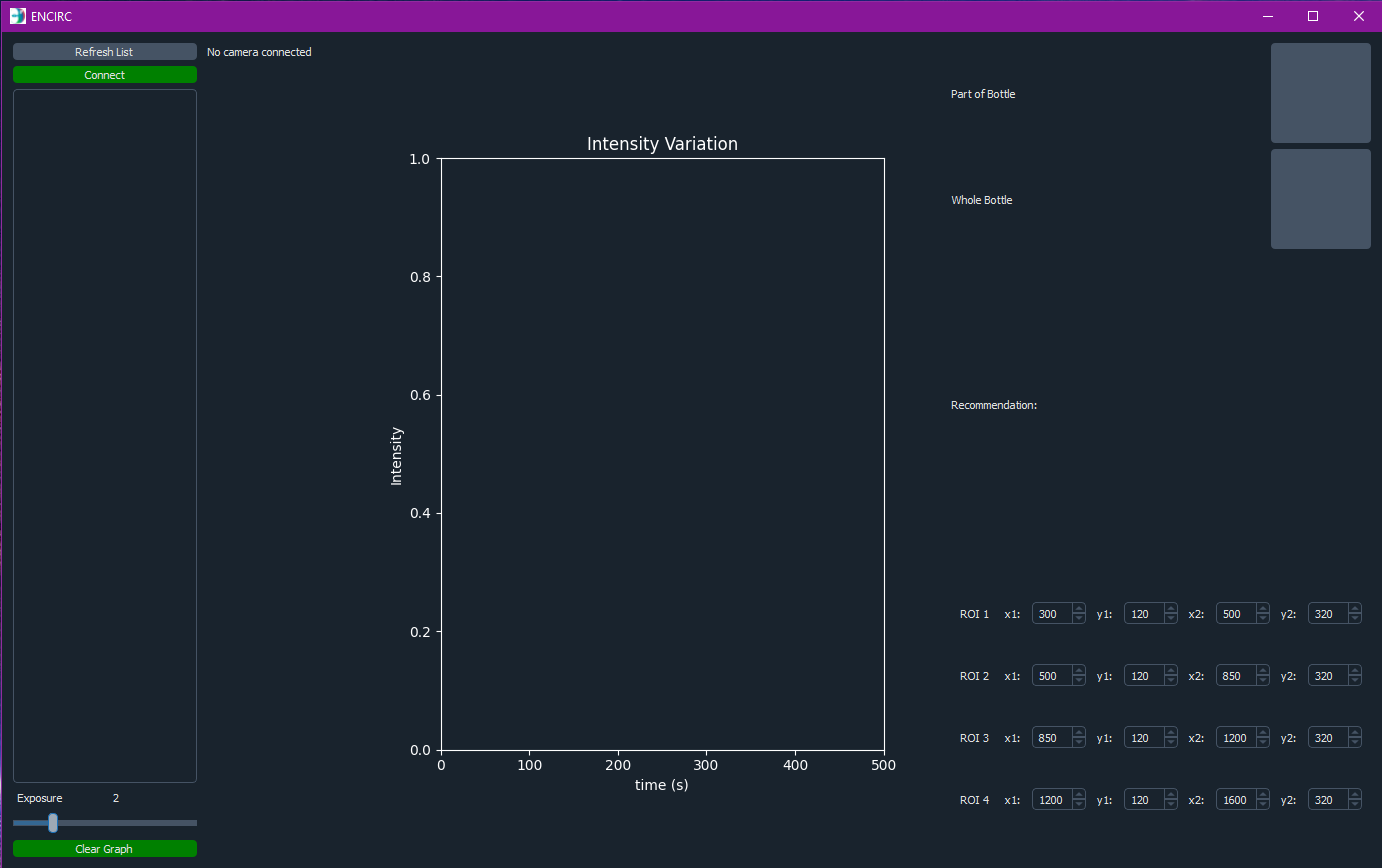 ENCIRC
Refresh List
No camera connected
Connect
Part of Bottle
Whole Bottle
Intensity Variation
1.0
0.8
0.6
0.4
0.2
0.0
Intensity
0 100 200 300 400 500
time (s)
Recommendation:
ROI 1 x1: 300 y1: 120 x2: 500 y2: 320
ROI 2 x1: 500 y1: 120 x2: 850 y2: 320
ROI 3 x1: 850 y1: 120 x2: 1200 y2: 320
ROI 4 x1: 1200 y1: 120 x2: 1600 y2: 320
Exposure 2
Clear Graph